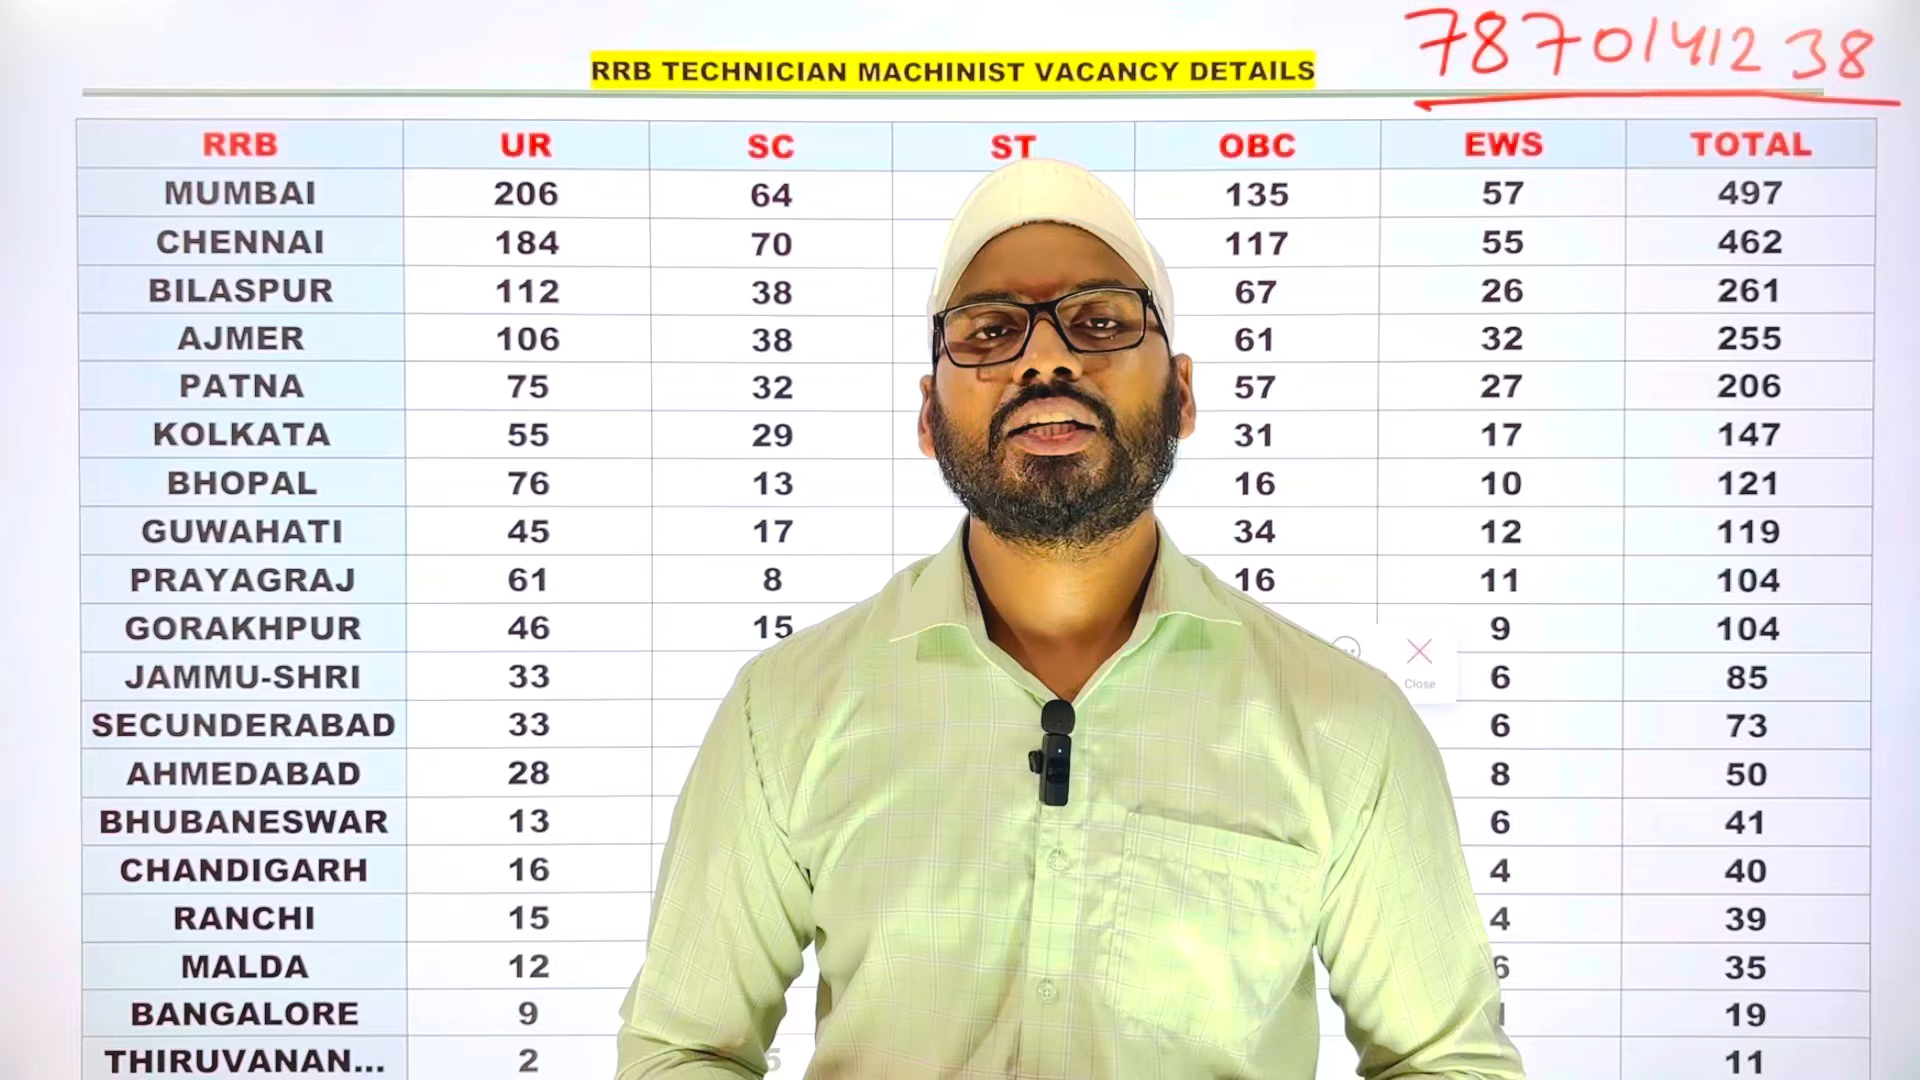 7870141238
RRB TECHNICIAN MACHINIST VACANCY DETAILS
RRB UR SC ST OBC EWS TOTAL
MUMBAI 206 64 135 57 497
CHENNAI 184 70 117 55 462
BILASPUR 112 38 67 26 261
AJMER 106 38 61 32 255
PATNA 75 32 57 27 206
KOLKATA 55 29 31 17 147
BHOPAL 76 13 16 10 121
GUWAHATI 45 17 34 12 119
PRAYAGRAJ 61 8 16 11 104
GORAKHPUR 46 15 9 104
Close
JAMMU-SHRI 33 6 85
SECUNDERABAD 33 6 73
AHMEDABAD 28 8 50
BHUBANESWAR 13 6 41
CHANDIGARH 16 4 40
RANCHI 15 4 39
MALDA 12 6 35
BANGALORE 9 19
THIRUVANAN... 2 11